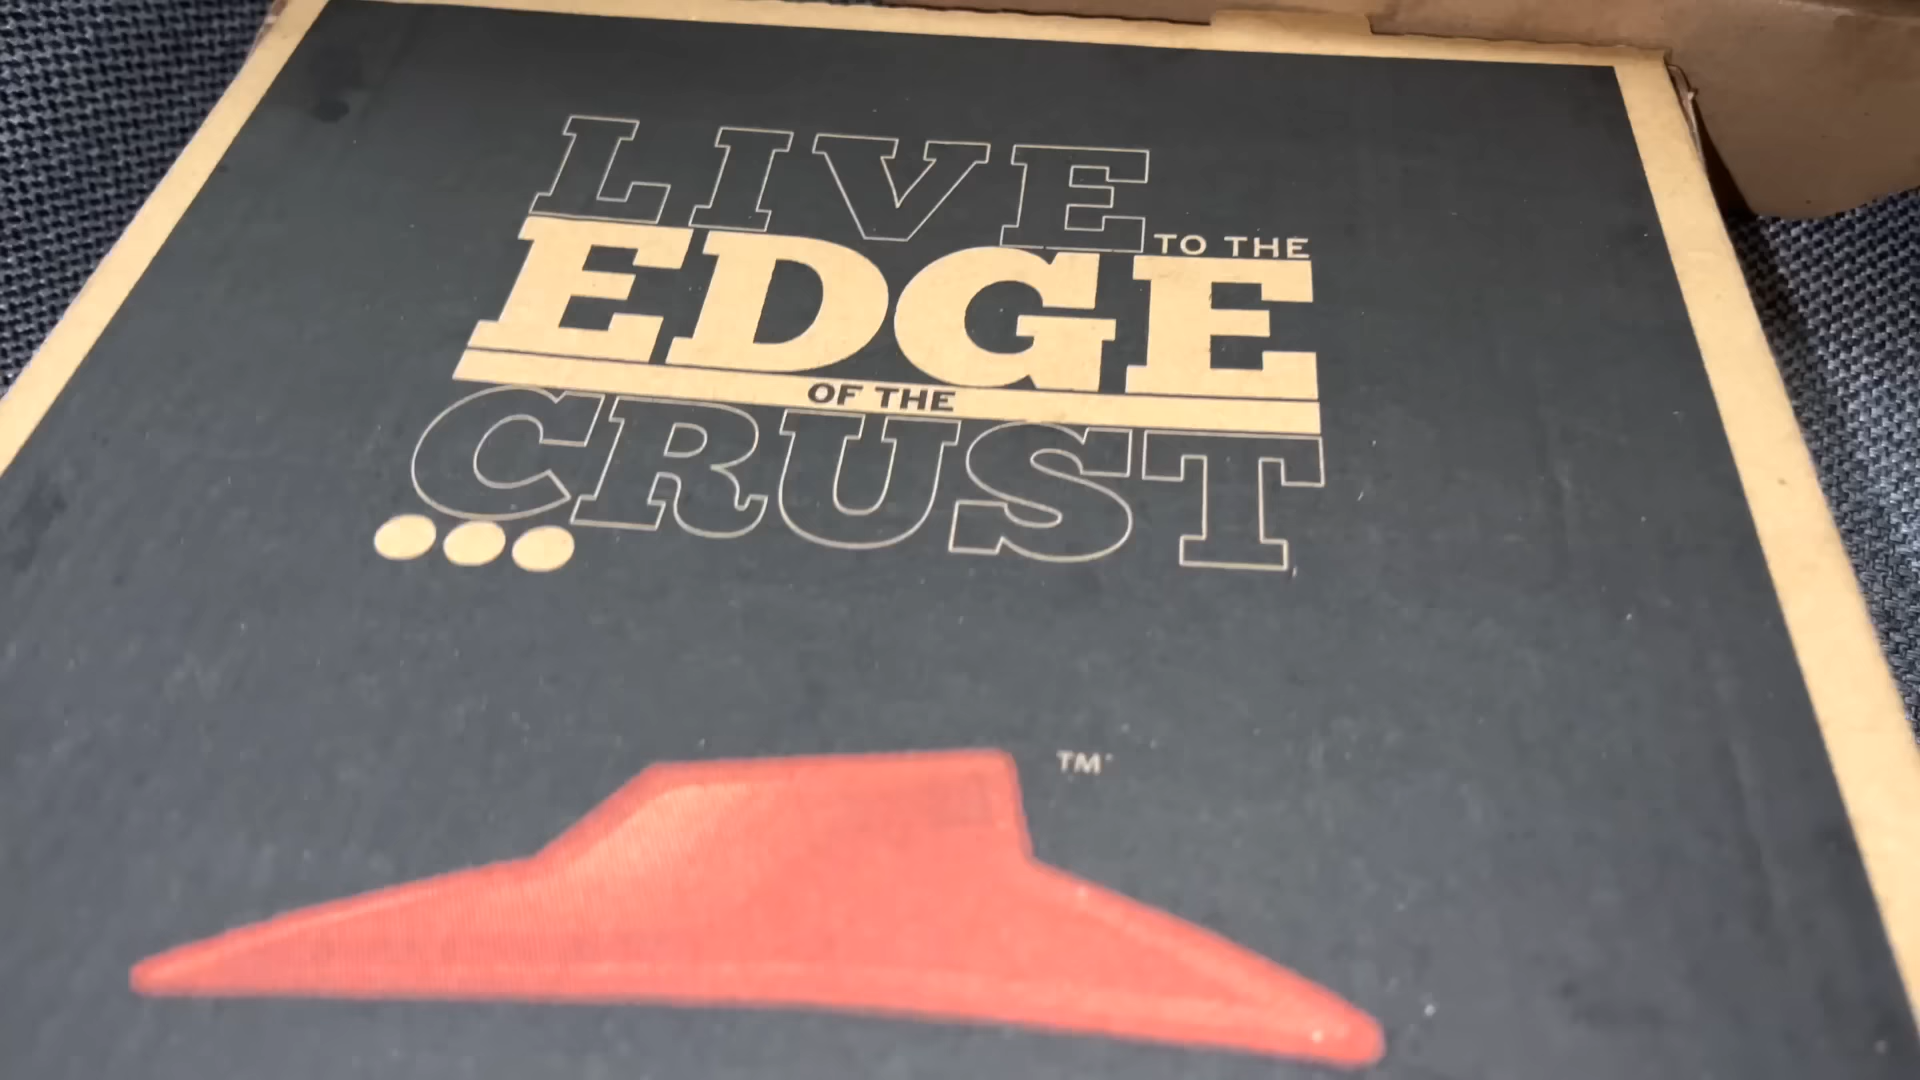 LIVE
TO THE
EDGE
OF THE
CRUST
TM